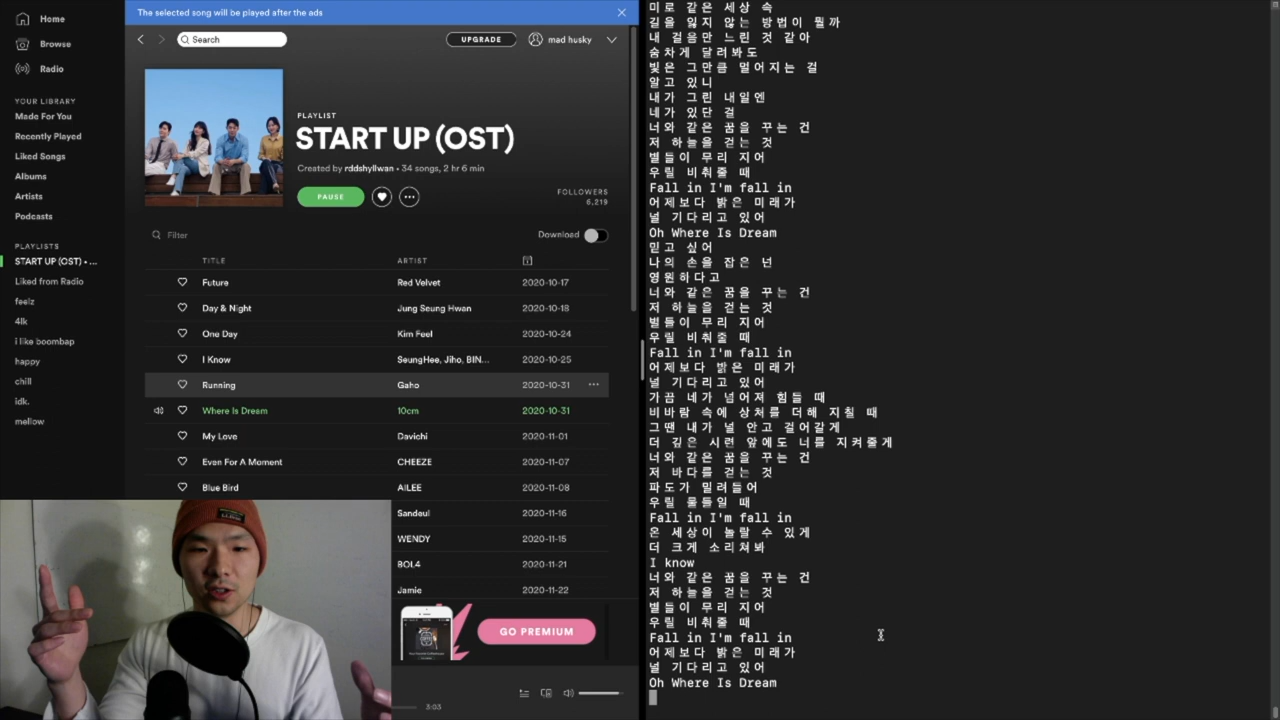 Home
Browse
Radio
YOUR LIBRARY
Made For You
Recently Played
Liked Songs
Albums
Artists
Podcasts
PLAYLISTS
START UP (OST) • ...
Liked from Radio
feelz
4lk
i like boombap
happy
chill
idk.
mellow
The selected song will be played after the ads
Search
UPGRADE
mad husky
PLAYLIST
START UP (OST)
Created by rddshyllwan • 34 songs, 2 hr 6 min
PAUSE
FOLLOWERS
6,219
Filter
Download
TITLE ARTIST
Future Red Velvet 2020-10-17
Day & Night Jung Seung Hwan 2020-10-18
One Day Kim Feel 2020-10-24
I Know SeungHee, Jiho, BIN... 2020-10-25
Running Gaho 2020-10-31
Where Is Dream 10cm 2020-10-31
My Love Davichi 2020-11-01
Even For A Moment CHEEZE 2020-11-07
Blue Bird AILEE 2020-11-08
Sandeul 2020-11-16
WENDY 2020-11-15
BOL4 2020-11-21
Jamie 2020-11-22
GO PREMIUM
3:03
미로 같은 세상 속
길을 잃지 않는 방법이 뭘까
내 걸음만 느린 것 같아
숨차게 달려봐도
빛은 그만큼 멀어지는 걸
알고 있니
내가 그린 내일엔
네가 있단 걸
너와 같은 꿈을 꾸는 건
저 하늘을 걷는 것
별들이 무리 지어
우릴 비춰줄 때
Fall in I'm fall in
어제보다 밝은 미래가
널 기다리고 있어
Oh Where Is Dream
믿고 싶어
나의 손을 잡은 넌
영원하다고
너와 같은 꿈을 꾸는 건
저 하늘을 걷는 것
별들이 무리 지어
우릴 비춰줄 때
Fall in I'm fall in
어제보다 밝은 미래가
널 기다리고 있어
가끔 네가 넘어져 힘들 때
비바람 속에 상처를 더해 지칠 때
그땐 내가 널 안고 걸어갈게
더 깊은 시련 앞에도 너를 지켜줄게
너와 같은 꿈을 꾸는 건
저 바다를 걷는 것
파도가 밀려들어
우릴 물들일 때
Fall in I'm fall in
온 세상이 놀랄 수 있게
더 크게 소리쳐봐
I know
너와 같은 꿈을 꾸는 건
저 하늘을 걷는 것
별들이 무리 지어
우릴 비춰줄 때
Fall in I'm fall in
어제보다 밝은 미래가
널 기다리고 있어
Oh Where Is Dream